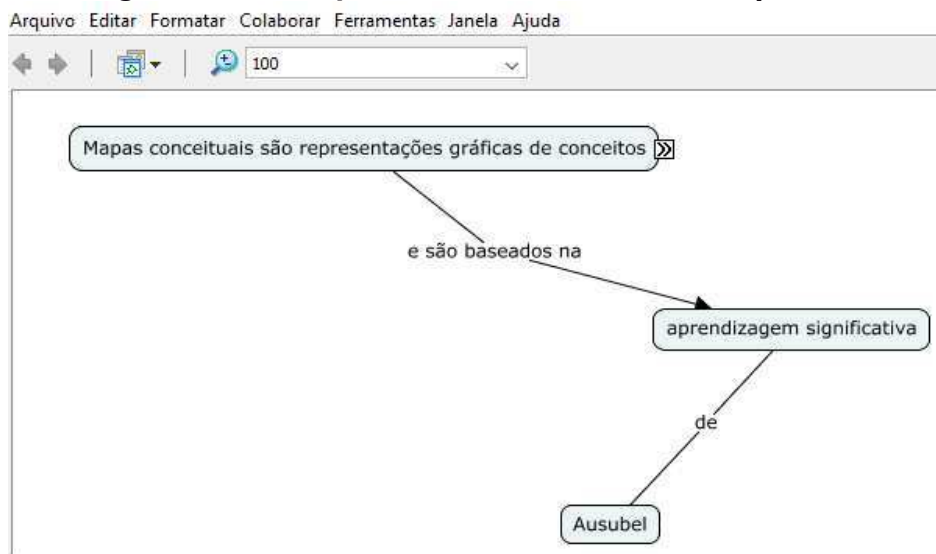 Arquivo Editar Formatar Colaborar Ferramentas Janela Ajuda
100
Mapas conceituais são representações gráficas de conceitos
e são baseados na
aprendizagem significativa
de
Ausubel